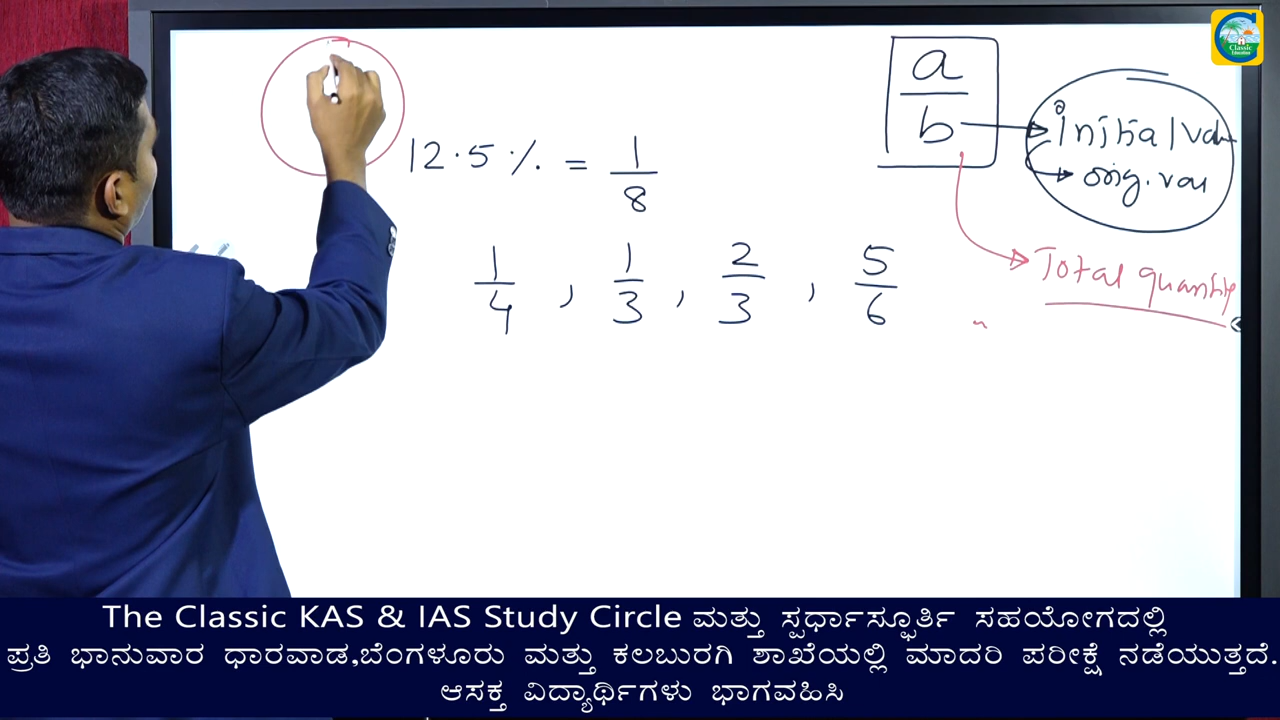 Classic
Education
a
b
initial val
orig. val
Total quantity
12.5 % = 1/8
1/4 , 1/3 , 2/3 , 5/6
The Classic KAS & IAS Study Circle ಮತ್ತು ಸ್ಪರ್ಧಾಸ್ಫೂರ್ತಿ ಸಹಯೋಗದಲ್ಲಿ
ಪ್ರತಿ ಭಾನುವಾರ ಧಾರವಾಡ,ಬೆಂಗಳೂರು ಮತ್ತು ಕಲಬುರಗಿ ಶಾಖೆಯಲ್ಲಿ ಮಾದರಿ ಪರೀಕ್ಷೆ ನಡೆಯುತ್ತದೆ.
ಆಸಕ್ತ ವಿದ್ಯಾರ್ಥಿಗಳು ಭಾಗವಹಿಸಿ